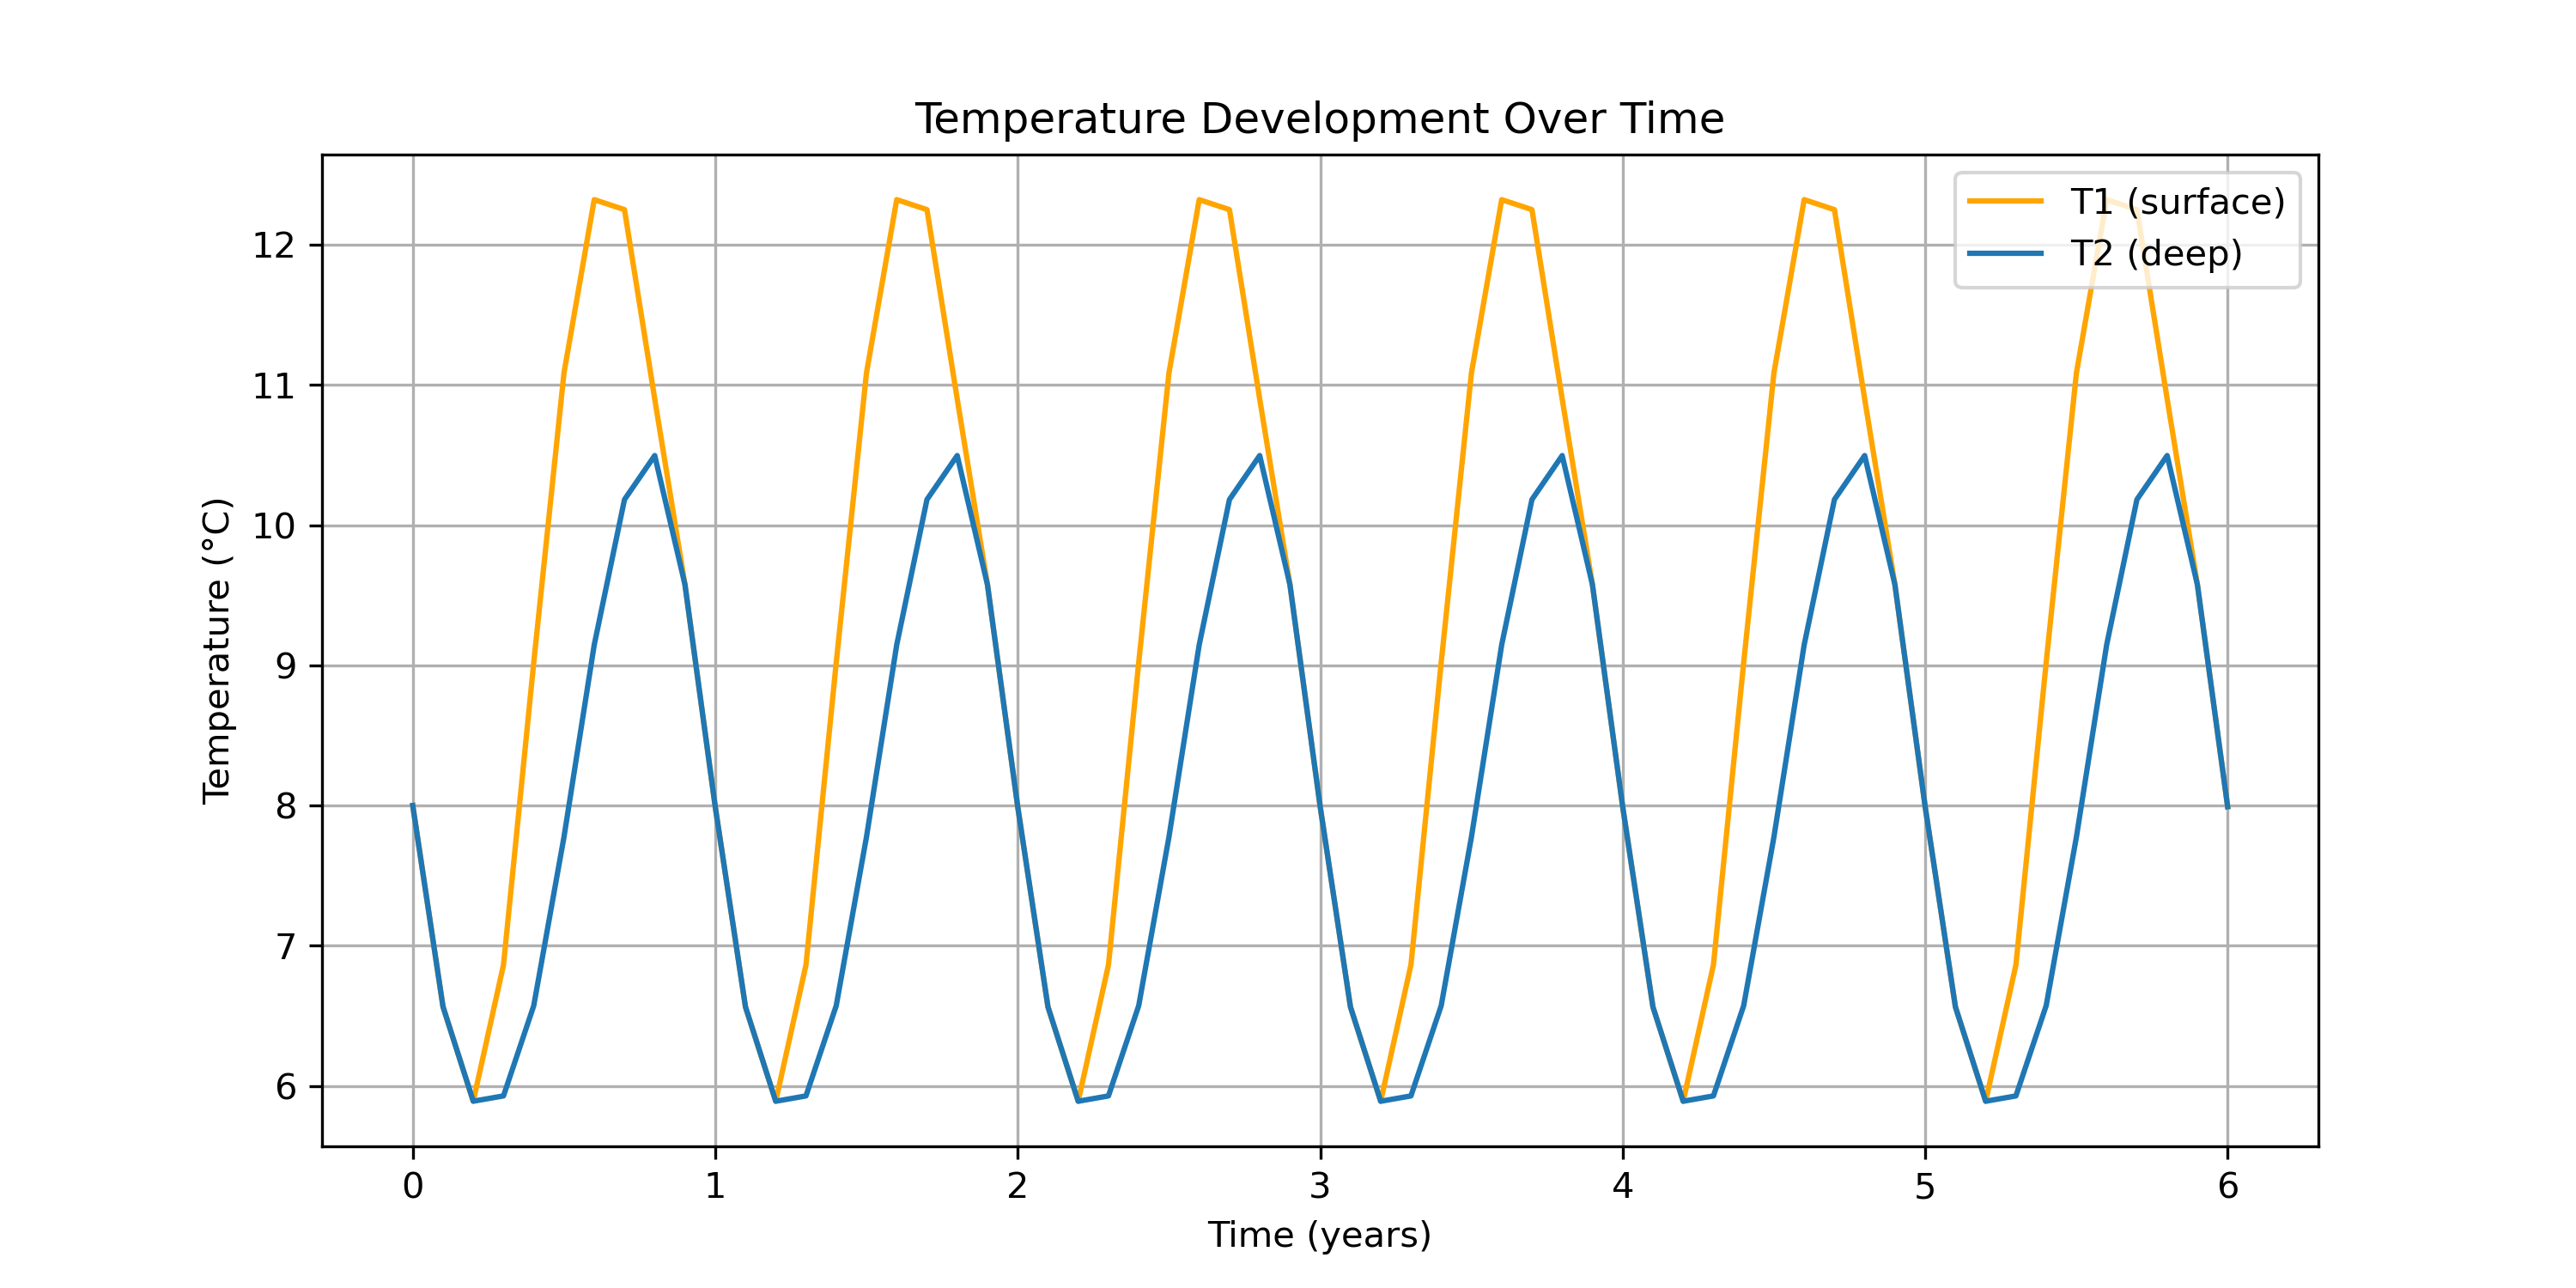 Temperature Development Over Time
T1 (surface)
T2 (deep)
Temperature (°C)
12
11
10
9
8
7
6
0 1 2 3 4 5 6
Time (years)